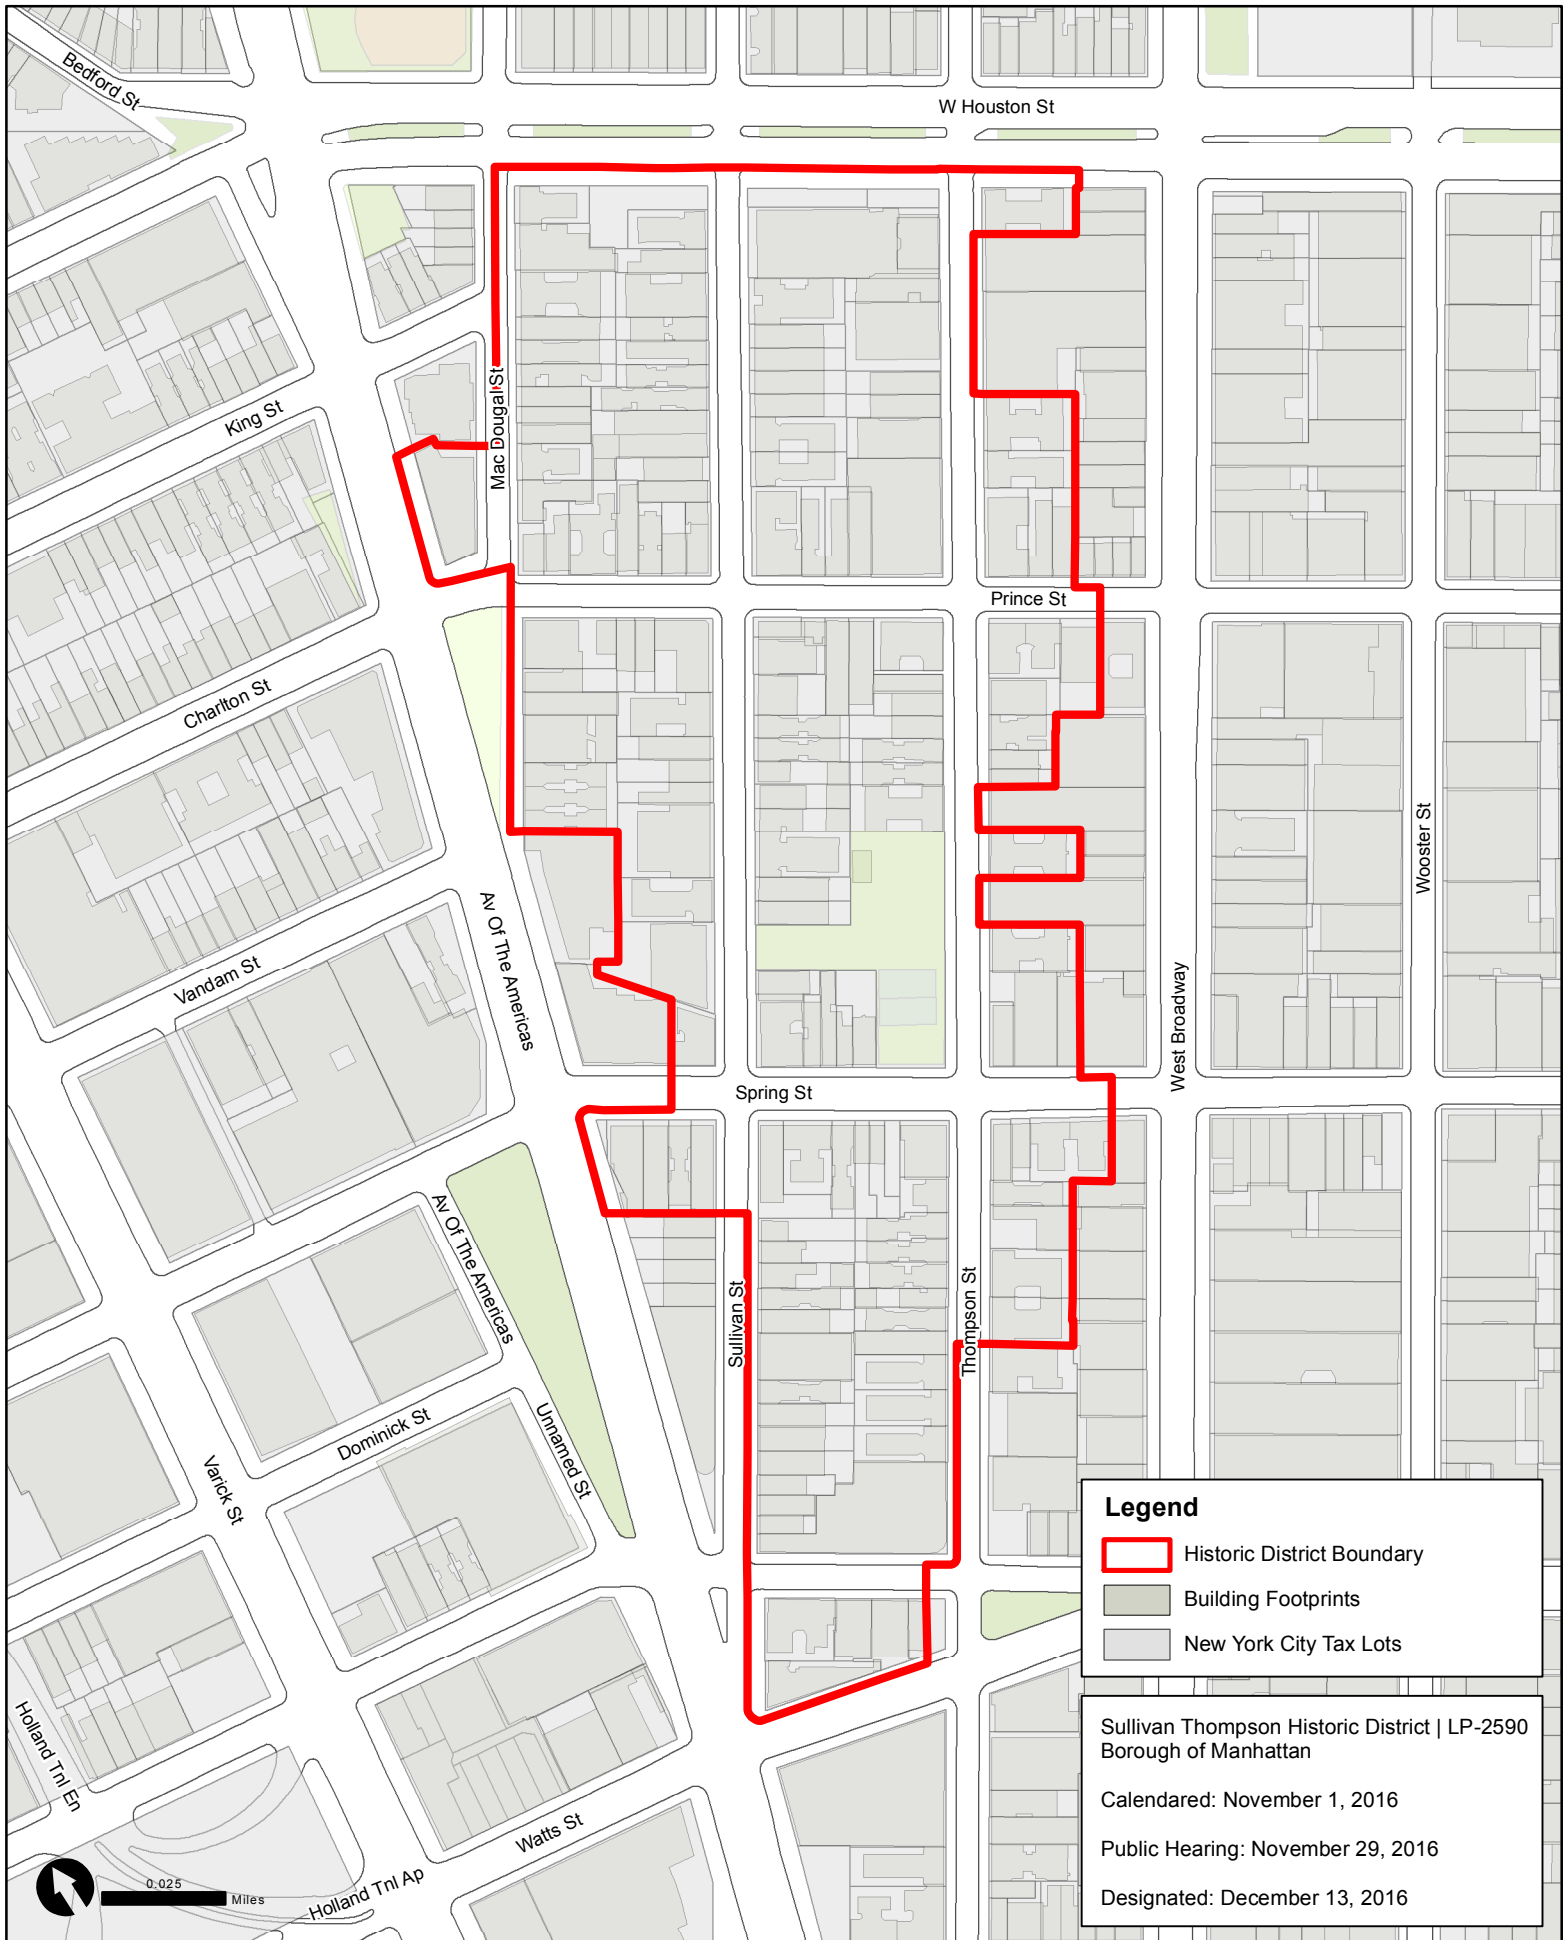 Bedford St
W Houston St
King St
Mac Dougal St
Prince St
Charlton St
Wooster St
Av Of The Americas
Vandam St
West Broadway
Spring St
Av Of The Americas
Sullivan St
Thompson St
Dominick St
Unnamed St
Varick St
Legend
Historic District Boundary
Building Footprints
New York City Tax Lots
Holland Tnl En
Sullivan Thompson Historic District | LP-2590
Borough of Manhattan
Calendared: November 1, 2016
Public Hearing: November 29, 2016
Designated: December 13, 2016
Watts St
Holland Tnl Ap
0.025
Miles